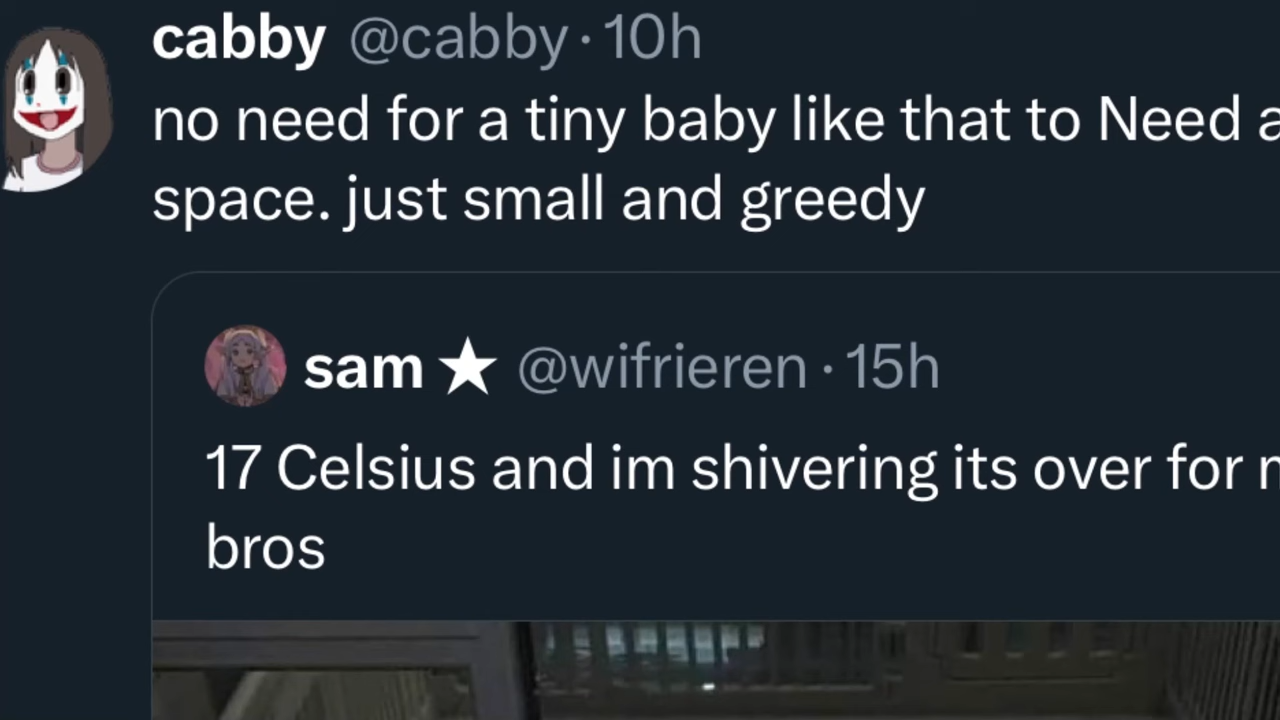 cabby @cabby · 10h
no need for a tiny baby like that to Need a
space. just small and greedy
sam ★ @wifrieren · 15h
17 Celsius and im shivering its over for
bros